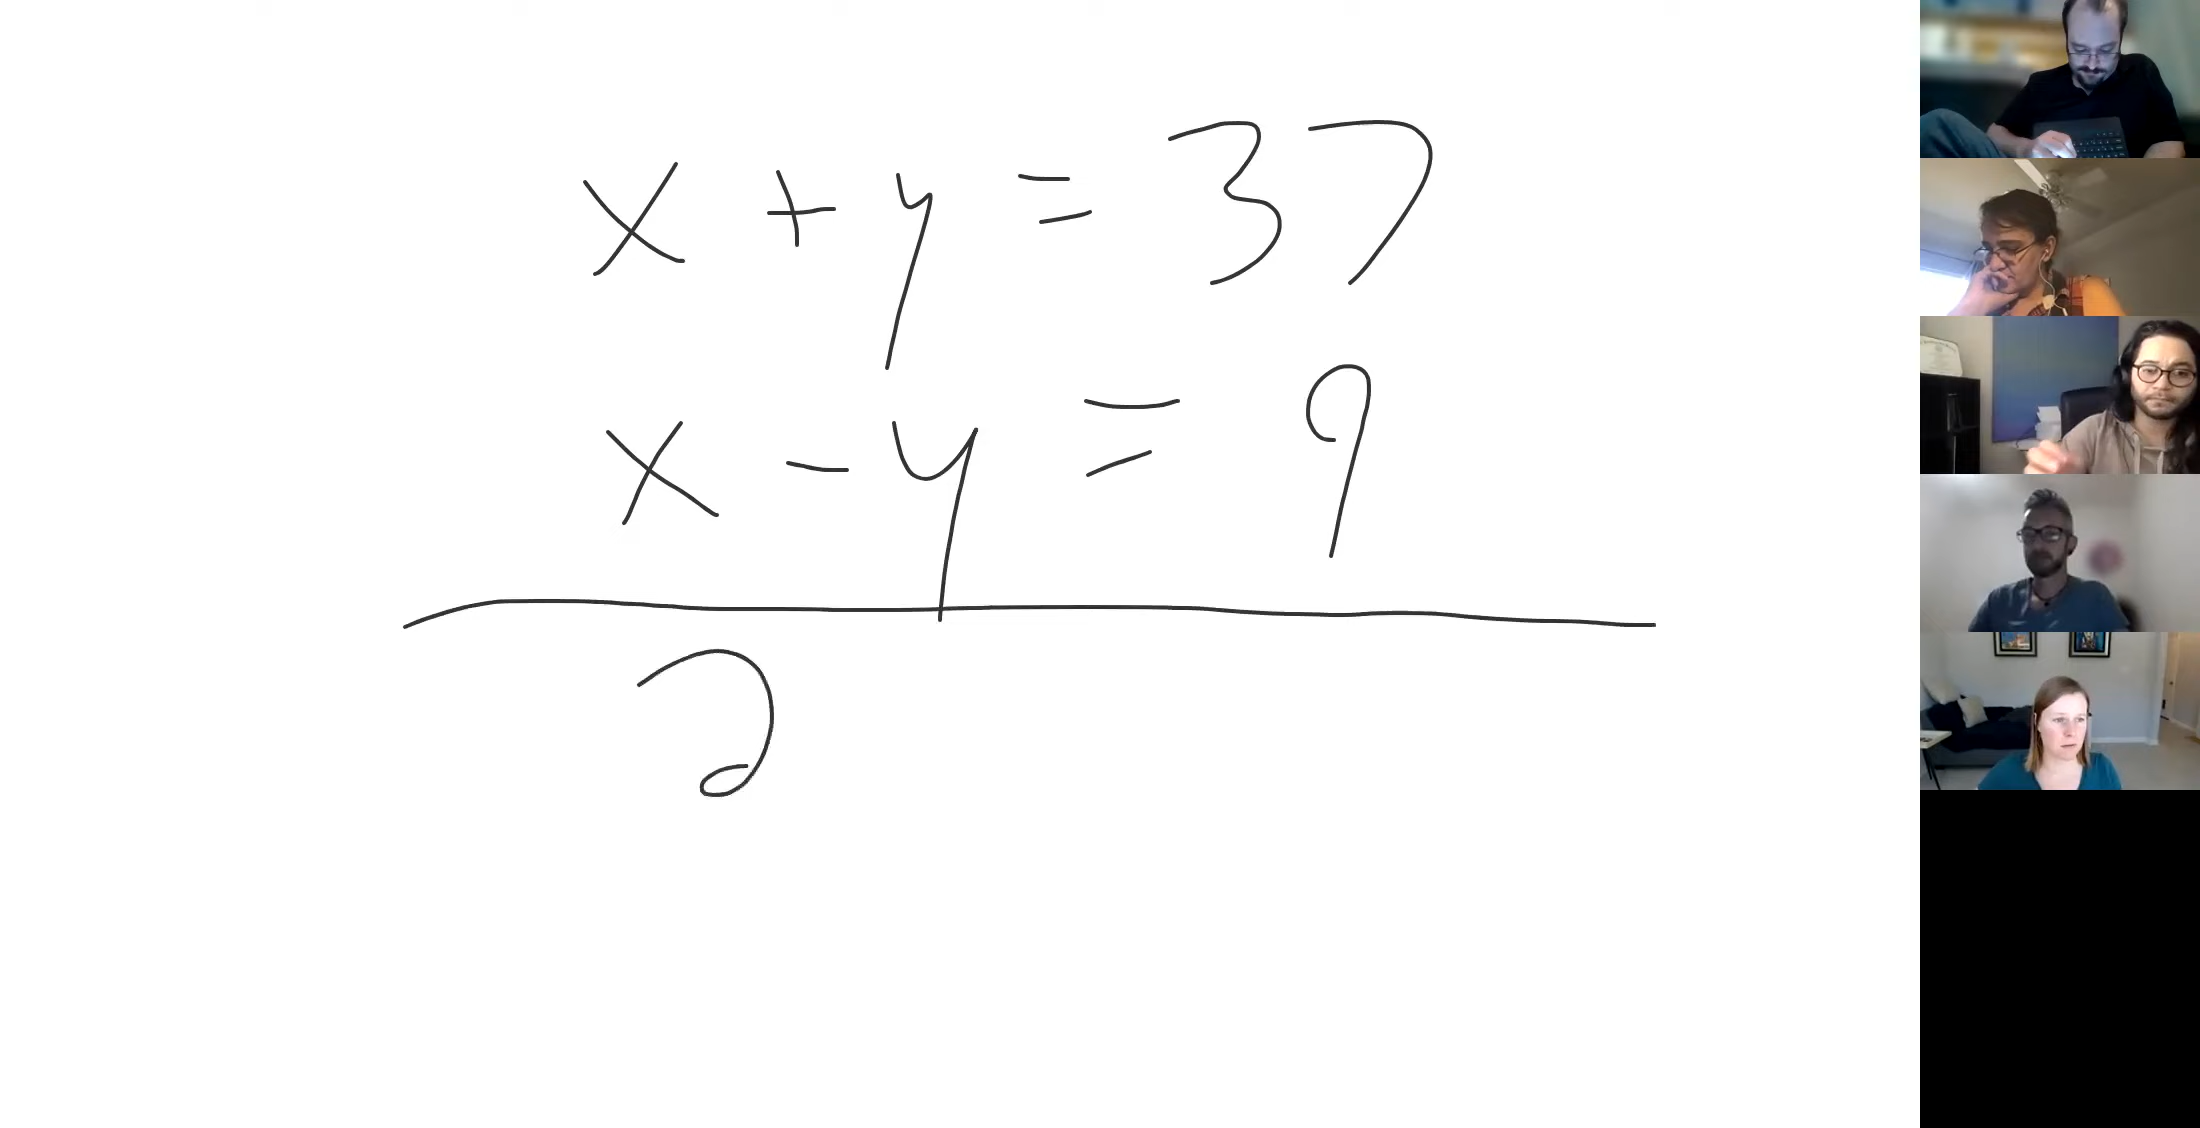 x + y = 37
x - y = 9
2